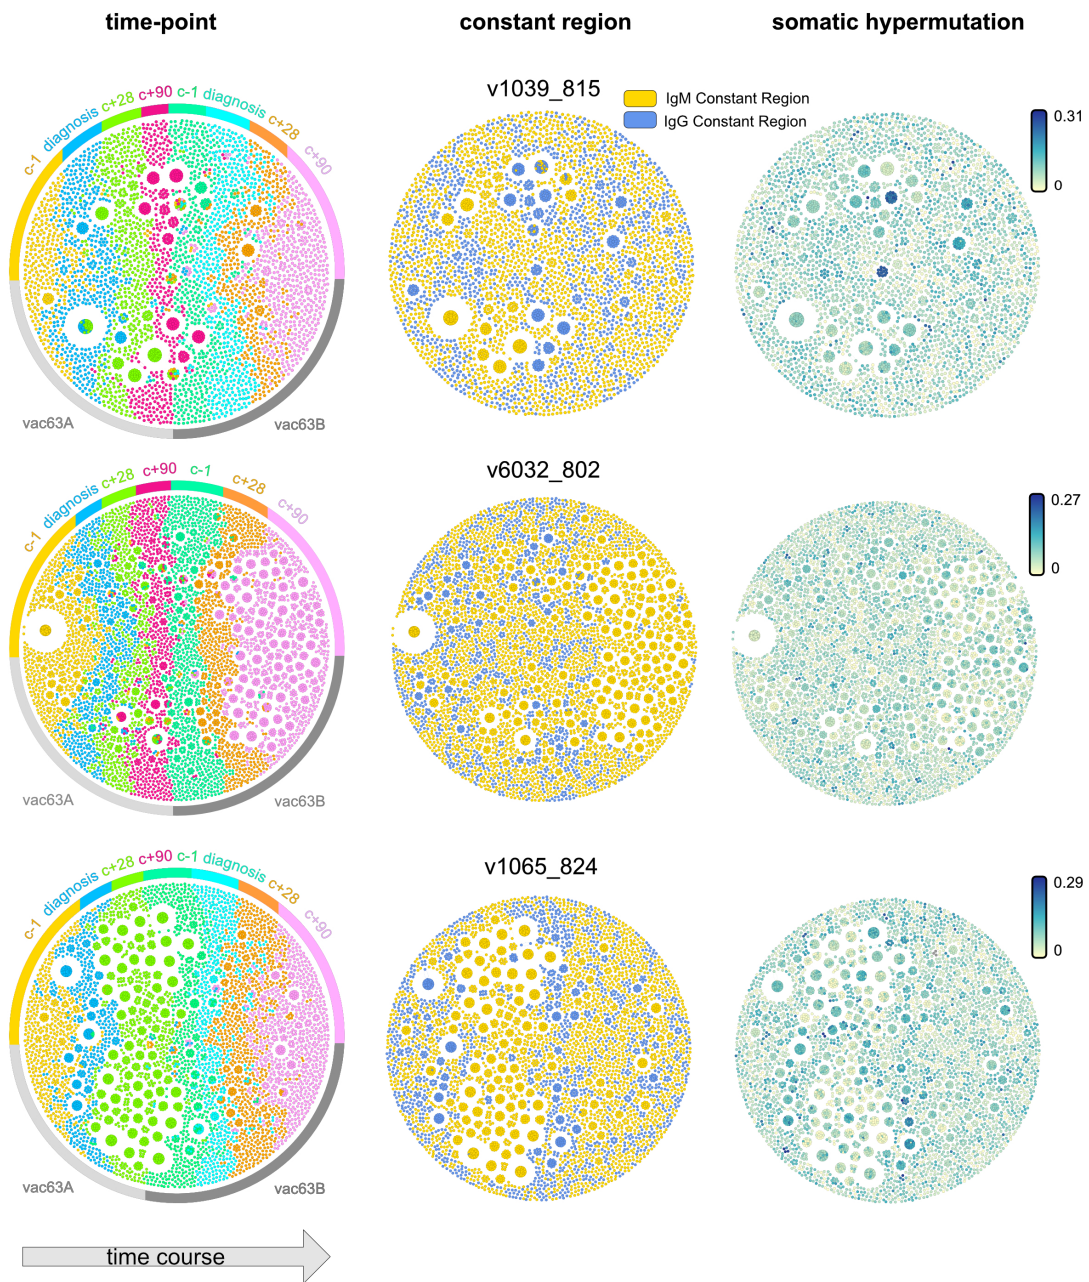 time-point constant region somatic hypermutation
v1039_815
IgM Constant Region
IgG Constant Region
c-1 diagnosis c+28 c+90 c-1 diagnosis c+28 c+90
vac63A vac63B
0.31
0
v6032_802
c-1 diagnosis c+28 c+90 c-1 c+28 c+90
vac63A vac63B
0.27
0
v1065_824
c-1 diagnosis c+28 c+90 c-1 diagnosis c+28 c+90
vac63A vac63B
0.29
0
time course